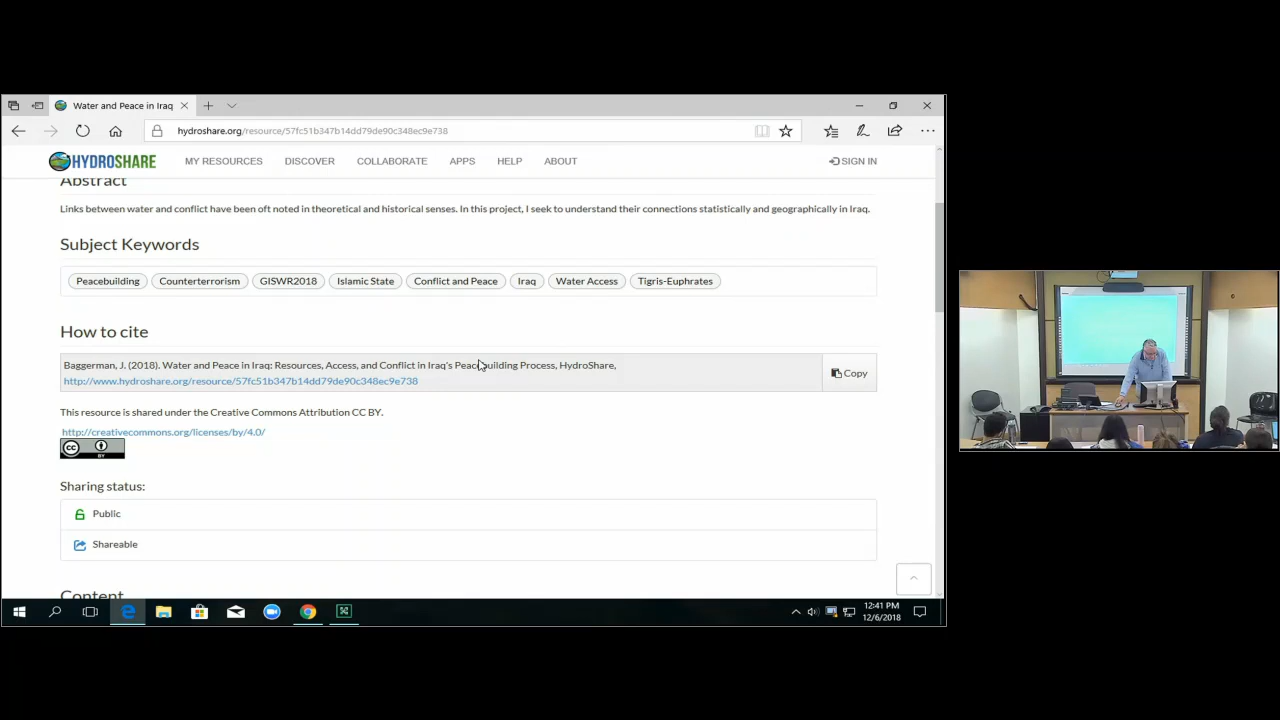 Water and Peace in Iraq
hydroshare.org/resource/57fc51b347b14dd79de90c348ec9e738
HYDROSHARE MY RESOURCES DISCOVER COLLABORATE APPS HELP ABOUT SIGN IN
Abstract
Links between water and conflict have been oft noted in theoretical and historical senses. In this project, I seek to understand their connections statistically and geographically in Iraq.
Subject Keywords
Peacebuilding Counterterrorism GISWR2018 Islamic State Conflict and Peace Iraq Water Access Tigris-Euphrates
How to cite
Baggerman, J. (2018). Water and Peace in Iraq: Resources, Access, and Conflict in Iraq's Peacebuilding Process, HydroShare,
http://www.hydroshare.org/resource/57fc51b347b14dd79de90c348ec9e738
Copy
This resource is shared under the Creative Commons Attribution CC BY.
http://creativecommons.org/licenses/by/4.0/
CC BY
Sharing status:
Public
Shareable
Content
12:41 PM
12/6/2018